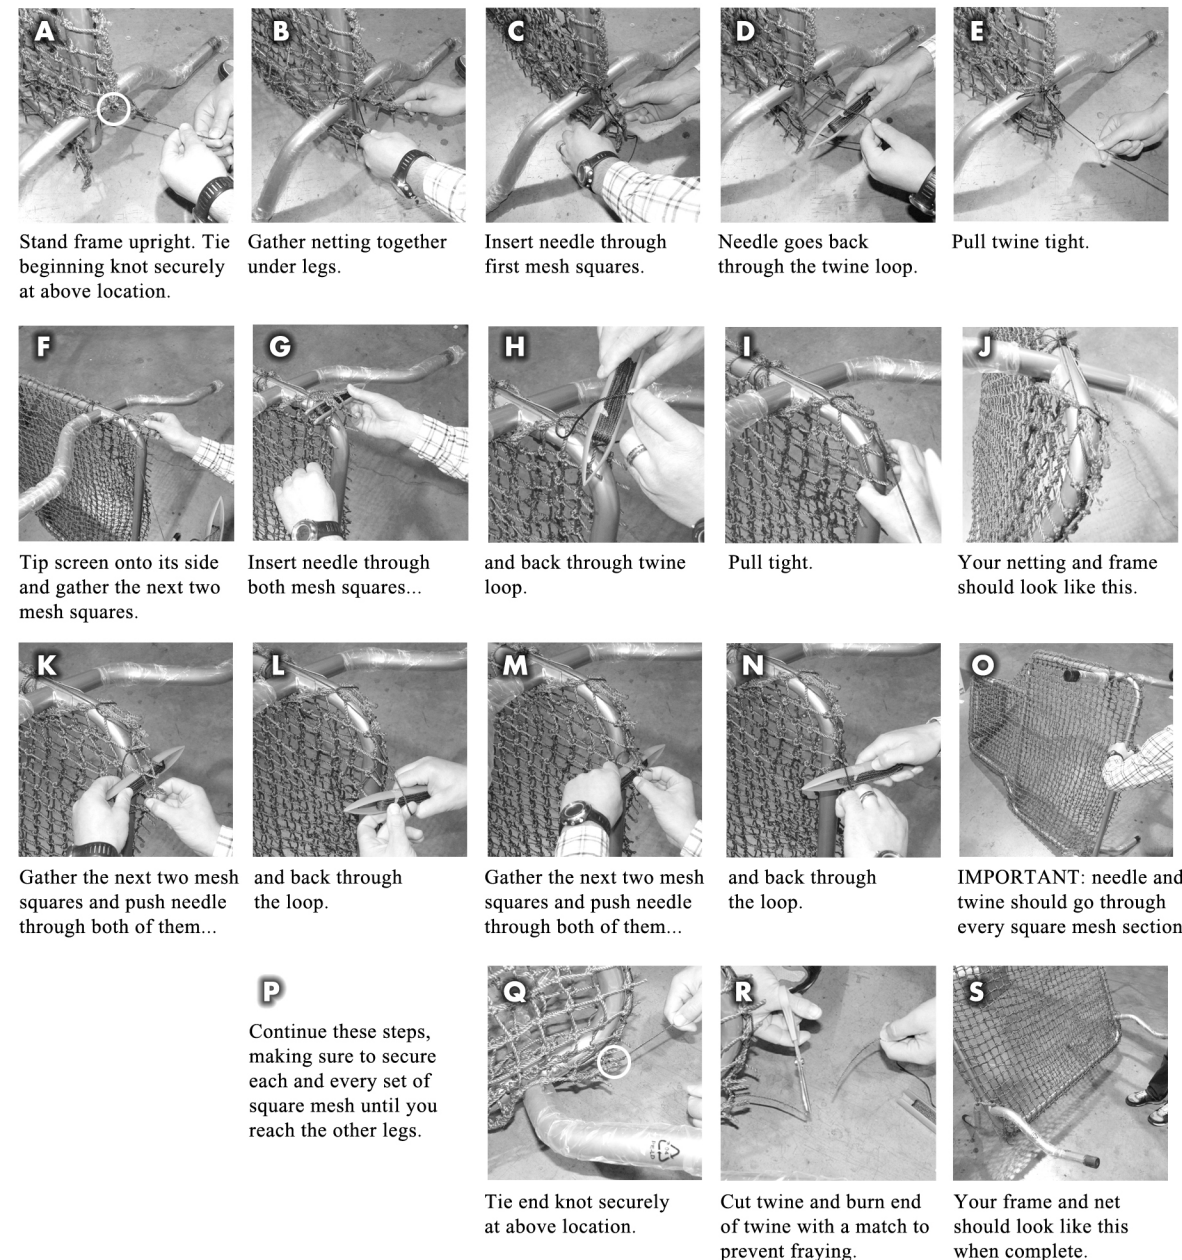 A
B
C
D
E
Stand frame upright. Tie
beginning knot securely
at above location.
Gather netting together
under legs.
Insert needle through
first mesh squares.
Needle goes back
through the twine loop.
Pull twine tight.
F
G
H
I
J
Tip screen onto its side
and gather the next two
mesh squares.
Insert needle through
both mesh squares...
and back through twine
loop.
Pull tight.
Your netting and frame
should look like this.
K
L
M
N
O
Gather the next two mesh
squares and push needle
through both of them...
and back through
the loop.
Gather the next two mesh
squares and push needle
through both of them...
and back through
the loop.
IMPORTANT: needle and
twine should go through
every square mesh section
P
Continue these steps,
making sure to secure
each and every set of
square mesh until you
reach the other legs.
Q
R
S
Tie end knot securely
at above location.
Cut twine and burn end
of twine with a match to
prevent fraying.
Your frame and net
should look like this
when complete.